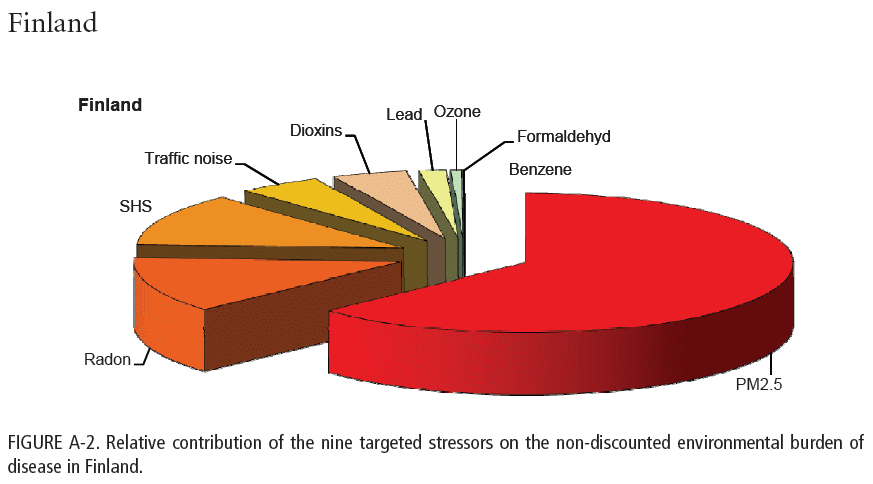 Finland
Finland
Lead
Ozone
Dioxins
Formaldehyd
Traffic noise
Benzene
SHS
Radon
PM2.5
FIGURE A-2. Relative contribution of the nine targeted stressors on the non-discounted environmental burden of
disease in Finland.